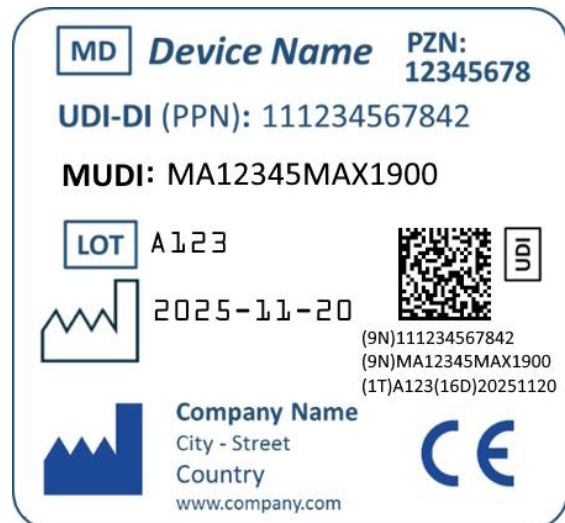 MD Device Name PZN: 12345678
UDI-DI (PPN): 111234567842
MUDI: MA12345MAX1900
LOT A123
UDI
2025-11-20
(9N)111234567842
(9N)MA12345MAX1900
(1T)A123(16D)20251120
Company Name
City - Street
Country
www.company.com
CE